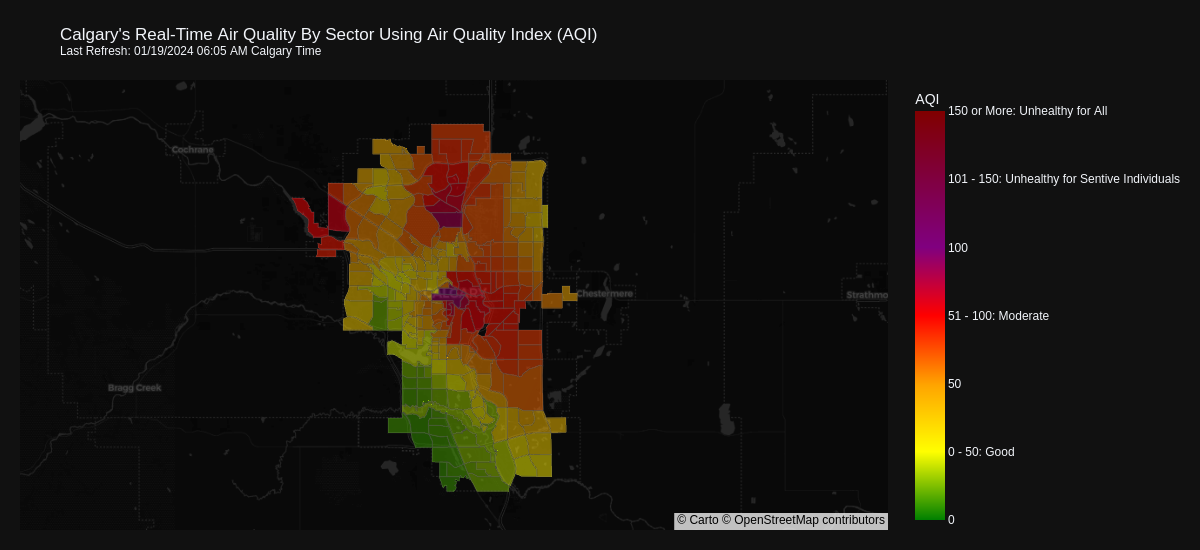 Calgary's Real-Time Air Quality By Sector Using Air Quality Index (AQI)
Last Refresh: 01/19/2024 06:05 AM Calgary Time
AQI
150 or More: Unhealthy for All
101 - 150: Unhealthy for Sentive Individuals
100
51 - 100: Moderate
50
0 - 50: Good
0
Cochrane
Chestermere
Strathmo
Bragg Creek
© Carto © OpenStreetMap contributors